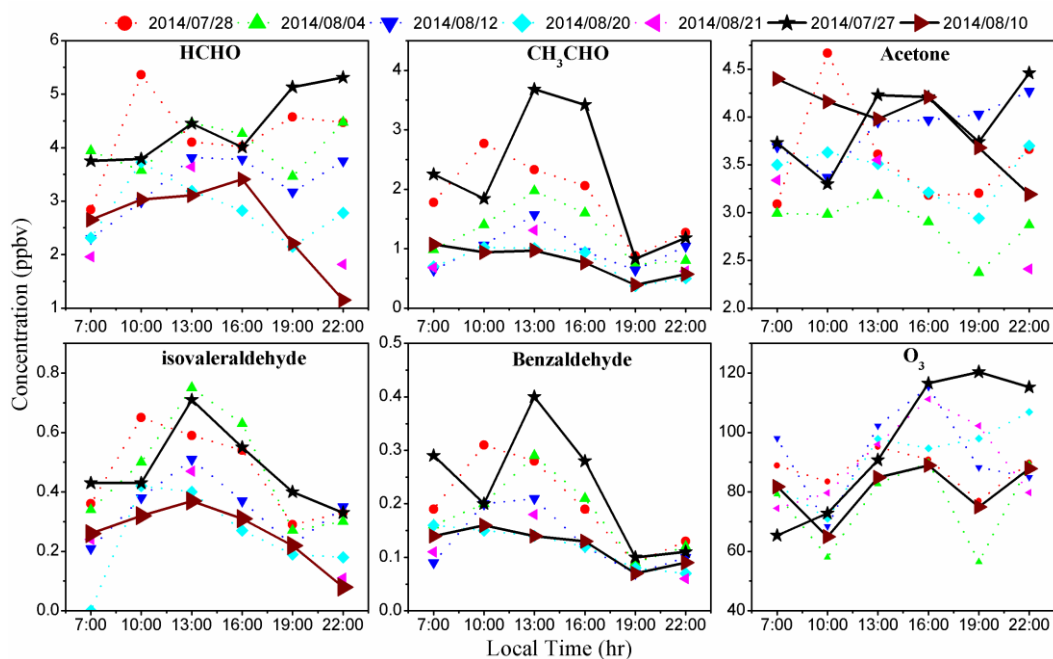 2014/07/28 2014/08/04 2014/08/12 2014/08/20 2014/08/21 2014/07/27 2014/08/10
HCHO
CH3CHO
Acetone
6
5
4
3
2
1
4
3
2
1
0
4.5
4.0
3.5
3.0
2.5
2.0
7:00 10:00 13:00 16:00 19:00 22:00
7:00 10:00 13:00 16:00 19:00 22:00
7:00 10:00 13:00 16:00 19:00 22:00
Concentration (ppbv)
isovaleraldehyde
Benzaldehyde
O3
0.8
0.6
0.4
0.2
0.0
0.5
0.4
0.3
0.2
0.1
0.0
120
100
80
60
40
7:00 10:00 13:00 16:00 19:00 22:00
7:00 10:00 13:00 16:00 19:00 22:00
7:00 10:00 13:00 16:00 19:00 22:00
Local Time (hr)